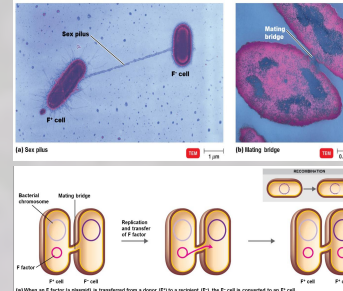 Sex pilus
F⁻ cell
F⁺ cell
Mating
bridge
(a) Sex pilus
TEM
1 µm
(b) Mating bridge
TEM
RECOMBINATION
Bacterial
chromosome
Mating bridge
Replication
and transfer
of F factor
F factor
F⁺ cell
F⁻ cell
F⁺ cell
(a) When an F factor (a plasmid) is transferred from a donor (F⁺) to a recipient (F⁻), the F⁻ cell is converted to an F⁺ cell.